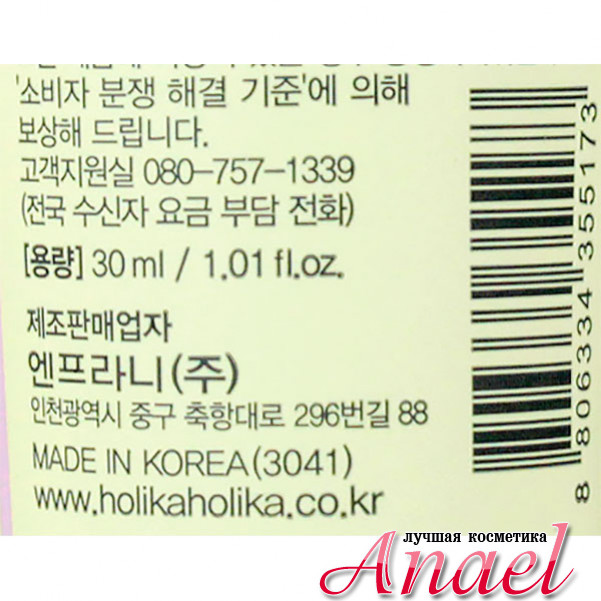 '소비자 분쟁 해결 기준'에 의해
보상해 드립니다.
고객지원실 080-757-1339
(전국 수신자 요금 부담 전화)
[용량] 30 ml / 1.01 fl.oz.
제조판매업자
엔프라니(주)
인천광역시 중구 축항대로 296번길 88
MADE IN KOREA(3041)
www.holikaholika.co.kr
8 806334 355173
лучшая косметика
Anael